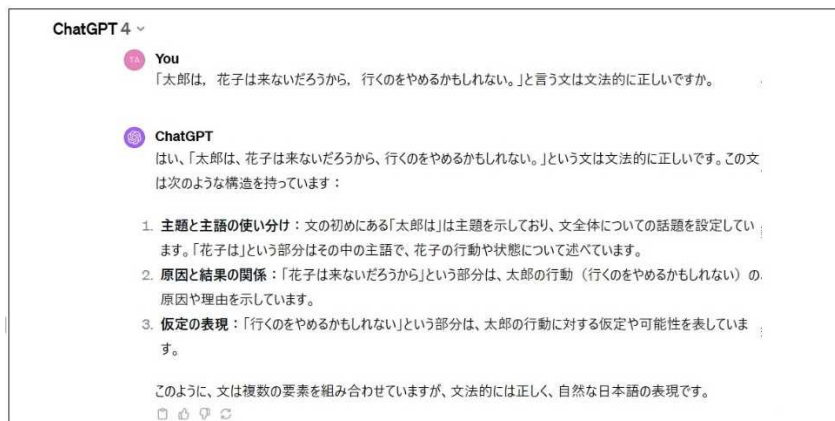 ChatGPT 4
TA
You
「太郎は，花子は来ないだろうから，行くのをやめるかもしれない。」と言う文は文法的に正しいですか。
ChatGPT
はい、「太郎は、花子は来ないだろうから、行くのをやめるかもしれない。」という文は文法的に正しいです。この文
は次のような構造を持っています：
1. 主題と主語の使い分け：文の初めにある「太郎は」は主題を示しており、文全体についての話題を設定してい
ます。「花子は」という部分はその中の主語で、花子の行動や状態について述べています。
2. 原因と結果の関係：「花子は来ないだろうから」という部分は、太郎の行動（行くのをやめるかもしれない）の
原因や理由を示しています。
3. 仮定の表現：「行くのをやめるかもしれない」という部分は、太郎の行動に対する仮定や可能性を表していま
す。
このように、文は複数の要素を組み合わせていますが、文法的には正しく、自然な日本語の表現です。